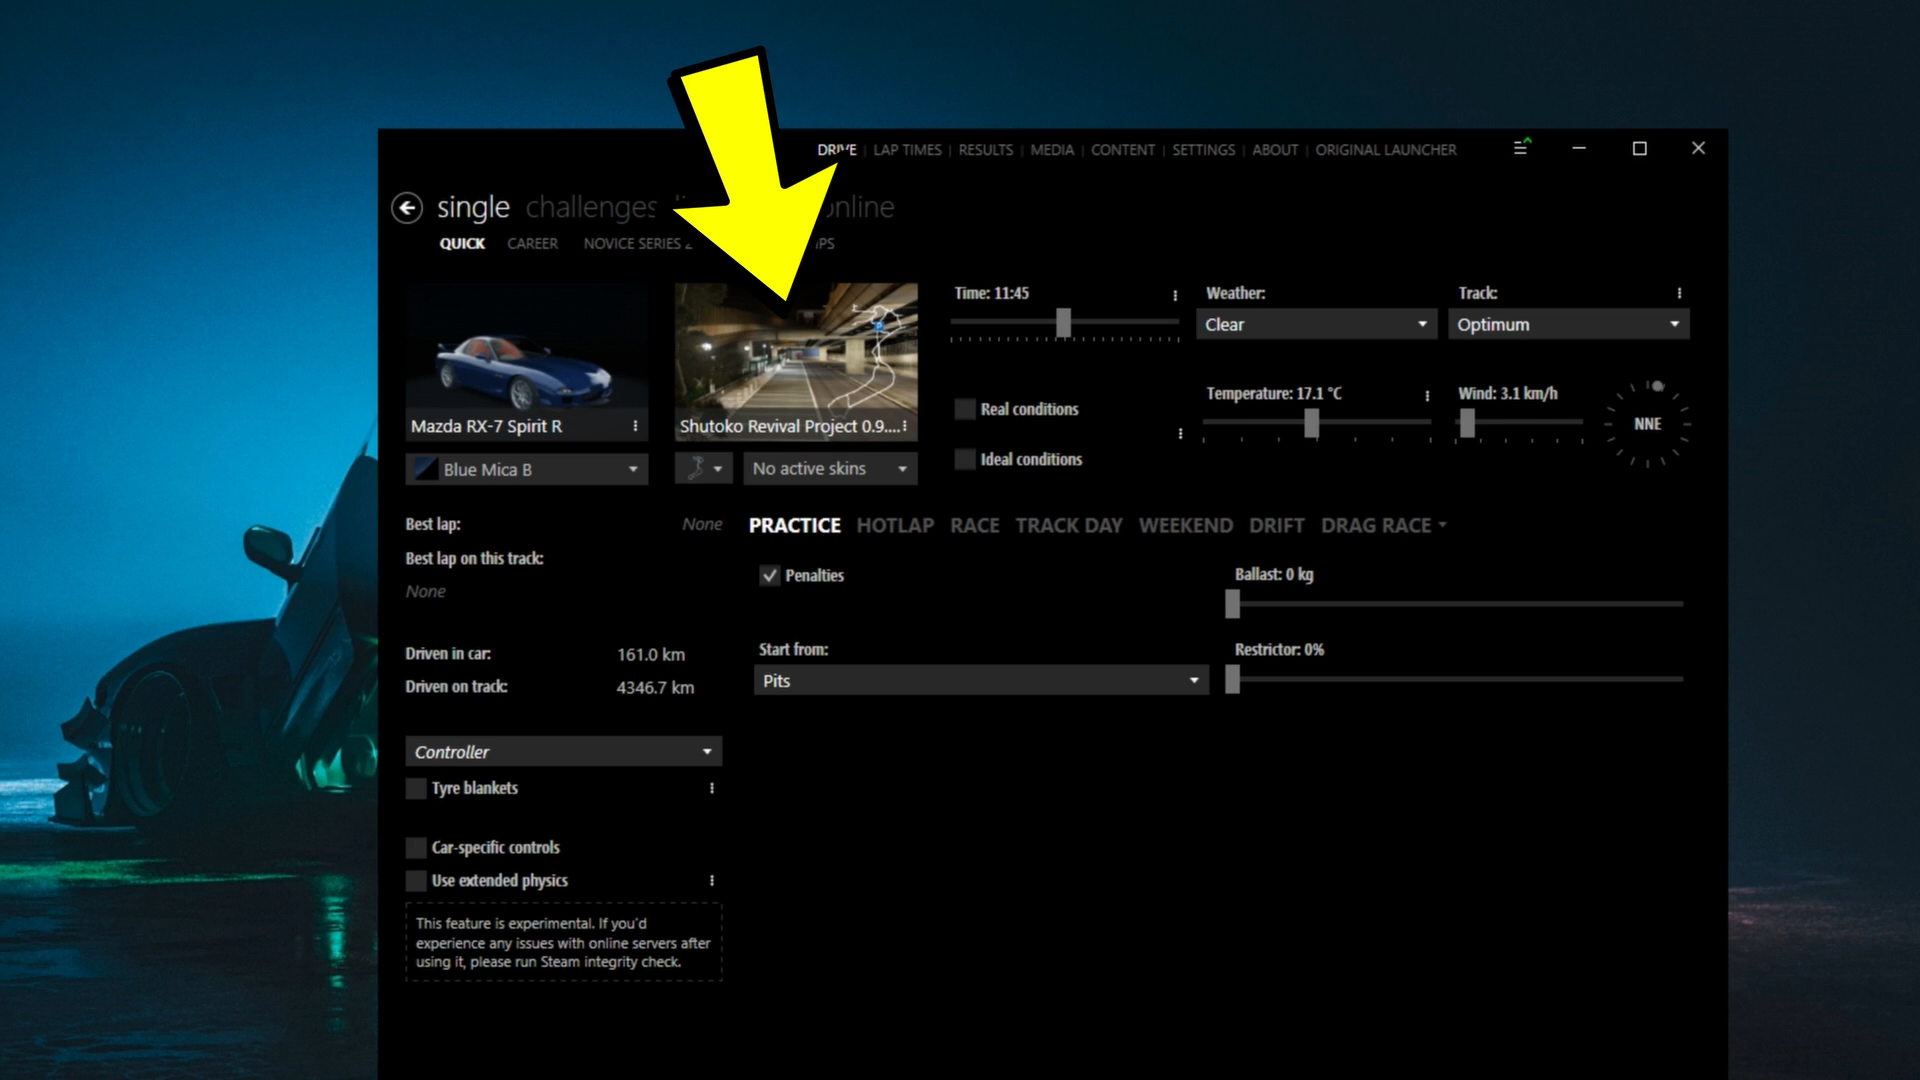 DRIVE LAP TIMES RESULTS MEDIA CONTENT SETTINGS ABOUT ORIGINAL LAUNCHER
single challenges online
QUICK CAREER NOVICE SERIES
Time: 11:45 Weather: Track:
Clear Optimum
Temperature: 17.1 °C Wind: 3.1 km/h
Real conditions
NNE
Ideal conditions
Mazda RX-7 Spirit R
Shutoko Revival Project 0.9....
Blue Mica B
No active skins
Best lap: None
Best lap on this track:
None
PRACTICE HOTLAP RACE TRACK DAY WEEKEND DRIFT DRAG RACE
Penalties
Ballast: 0 kg
Start from:
Pits
Restrictor: 0%
Driven in car: 161.0 km
Driven on track: 4346.7 km
Controller
Tyre blankets
Car-specific controls
Use extended physics
This feature is experimental. If you'd
experience any issues with online servers after
using it, please run Steam integrity check.